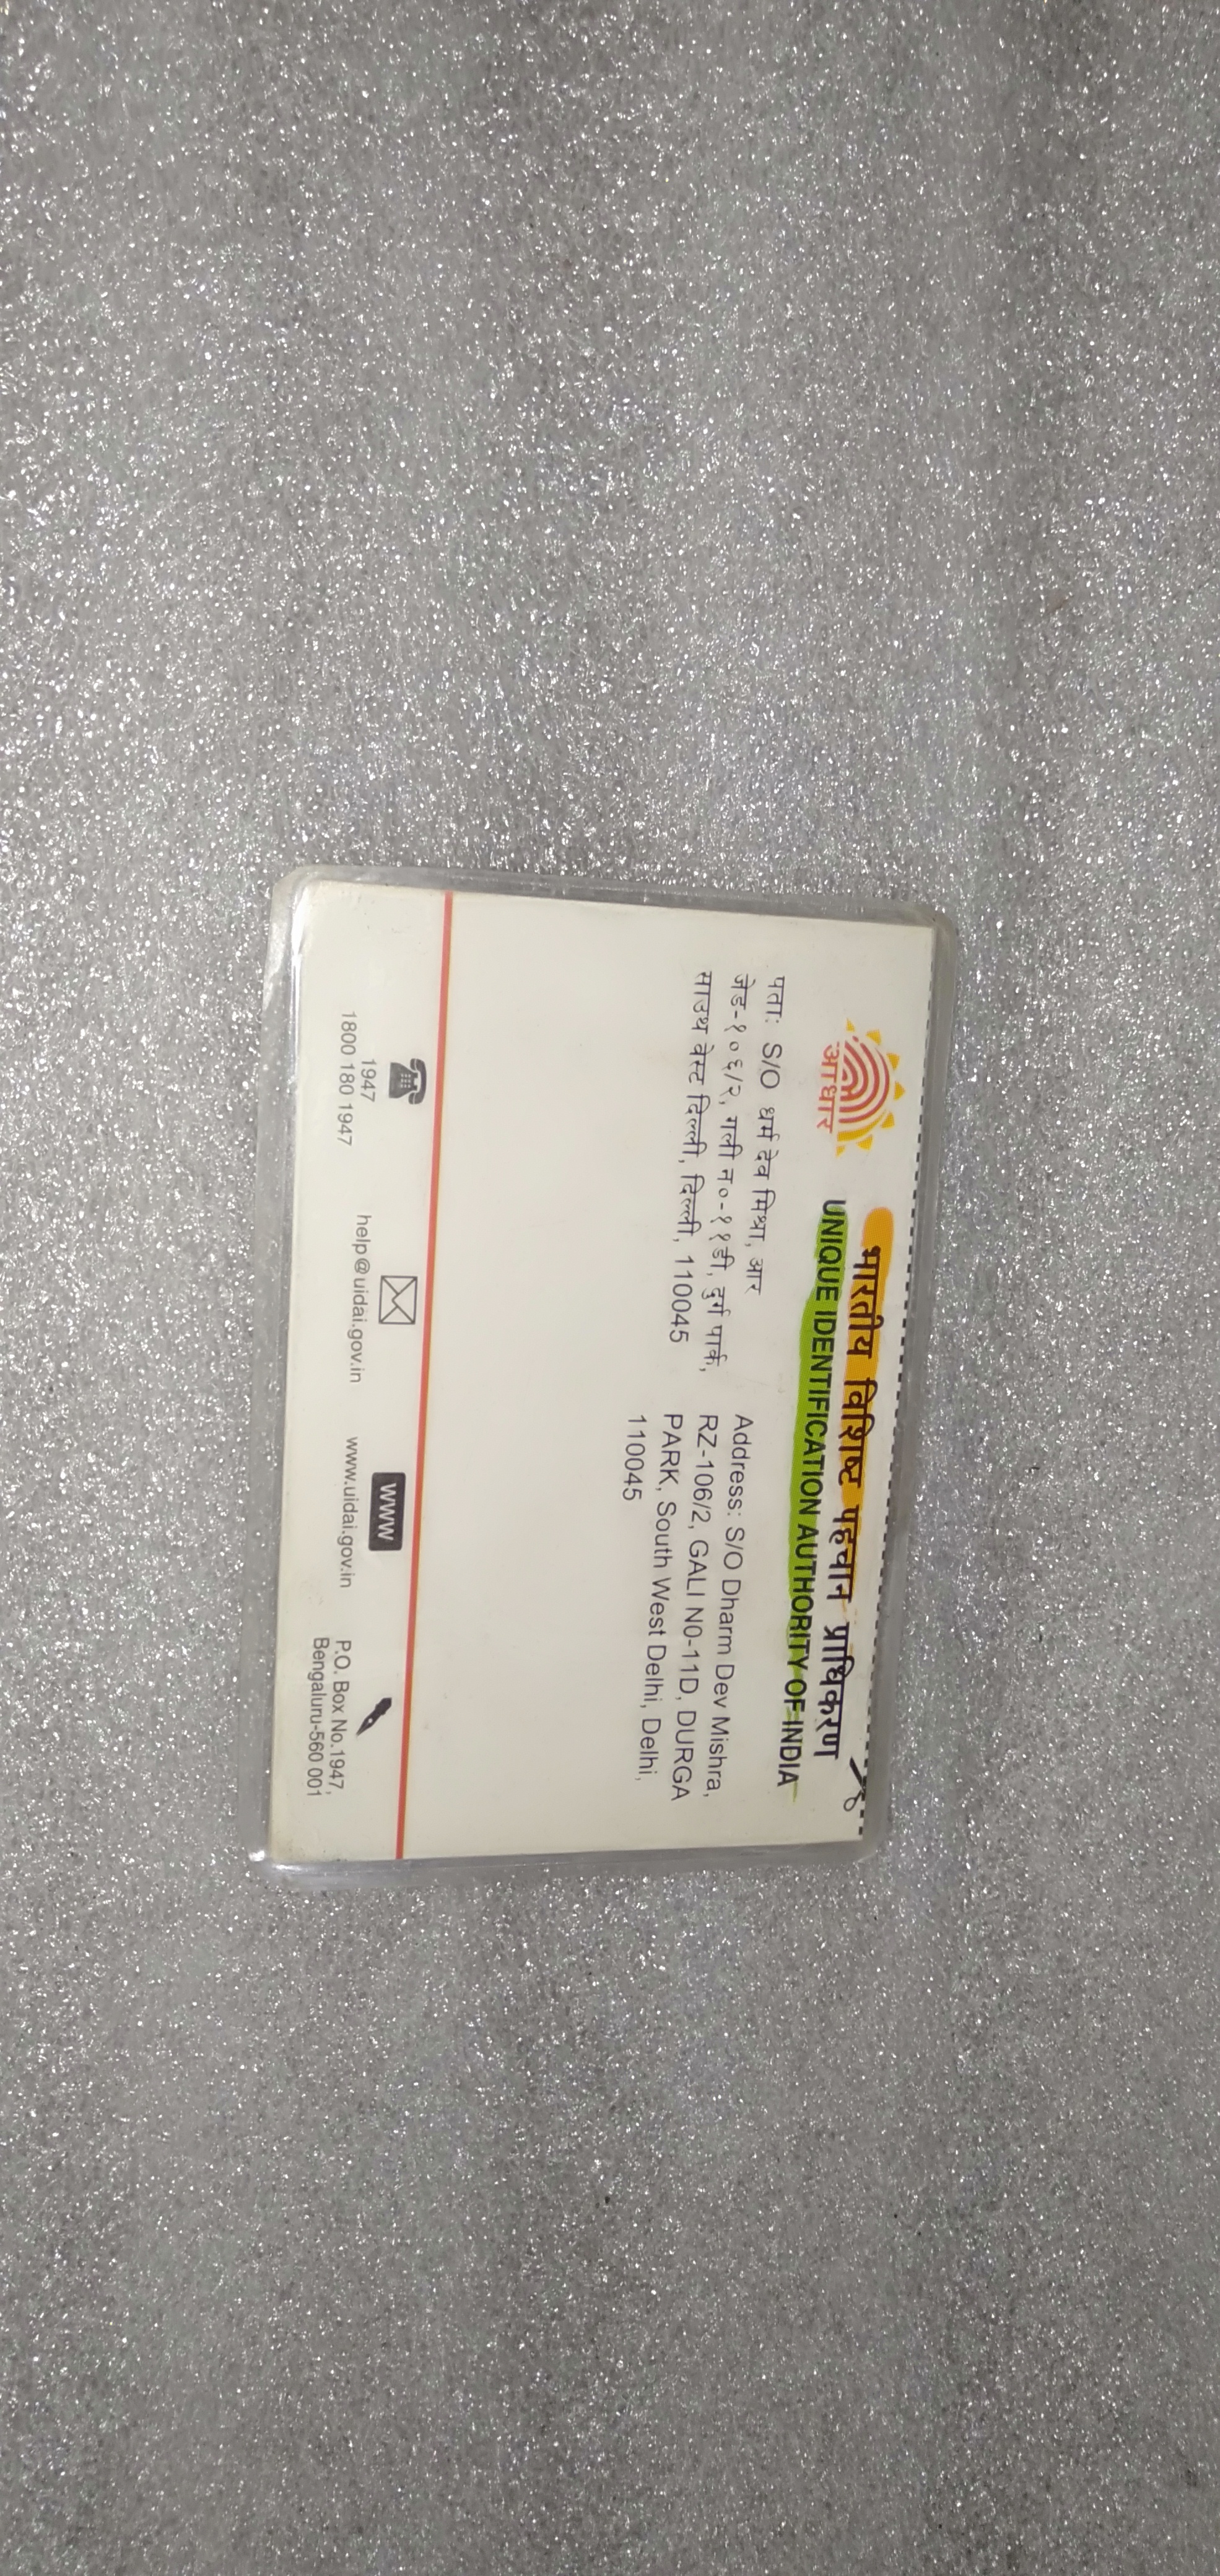 आधार
भारतीय विशिष्ट पहचान प्राधिकरण
UNIQUE IDENTIFICATION AUTHORITY OF INDIA
पता: S/O धर्म देव मिश्रा, आर
जेड-१०६/२, गली न०-११डी, दुर्ग पार्क,
साउथ वेस्ट दिल्ली, दिल्ली, 110045
Address: S/O Dharm Dev Mishra,
RZ-106/2, GALI N0-11D, DURGA
PARK, South West Delhi, Delhi,
110045
1947
1800 180 1947
help@uidai.gov.in
WWW
www.uidai.gov.in
P.O. Box No.1947,
Bengaluru-560 001